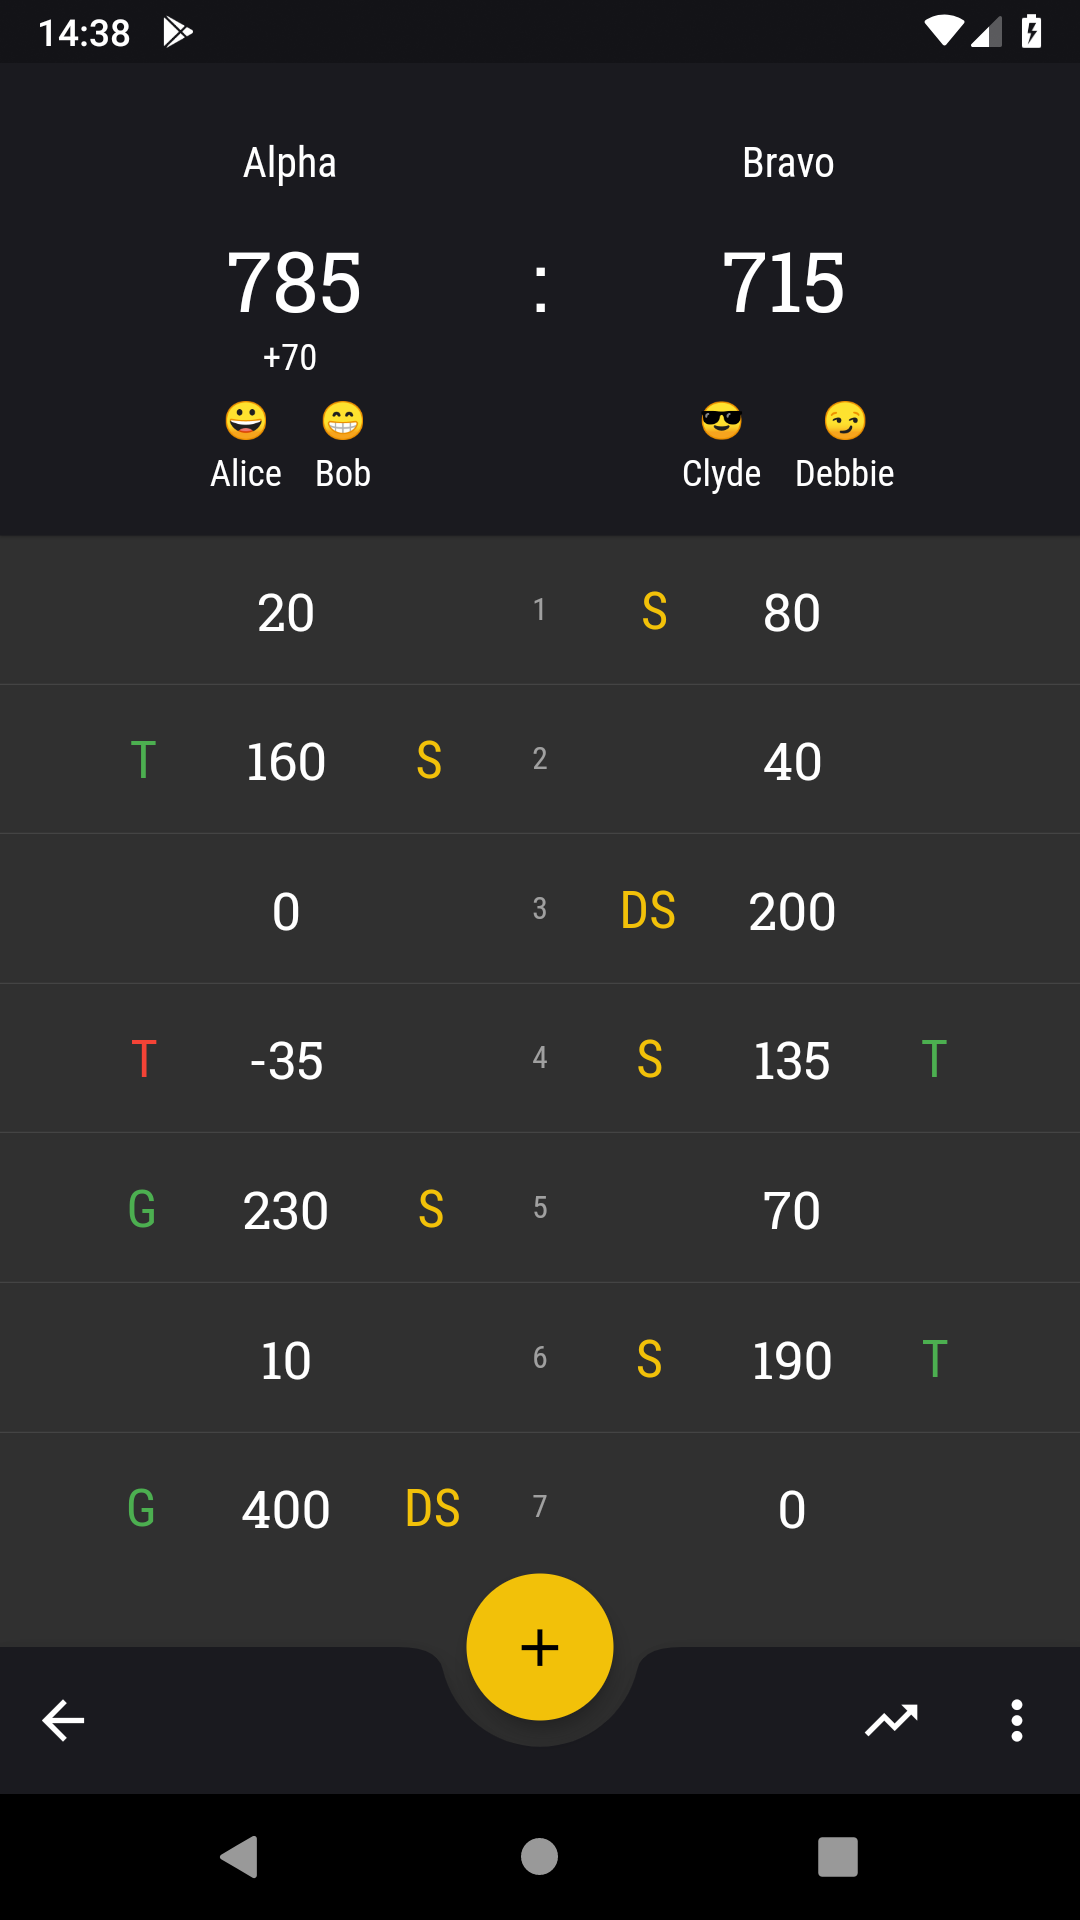 14:38
Alpha Bravo
785 : 715
+70
Alice Bob Clyde Debbie
20 1 S 80
T 160 S 2 40
0 3 DS 200
T -35 4 S 135 T
G 230 S 5 70
10 6 S 190 T
G 400 DS 7 0
+